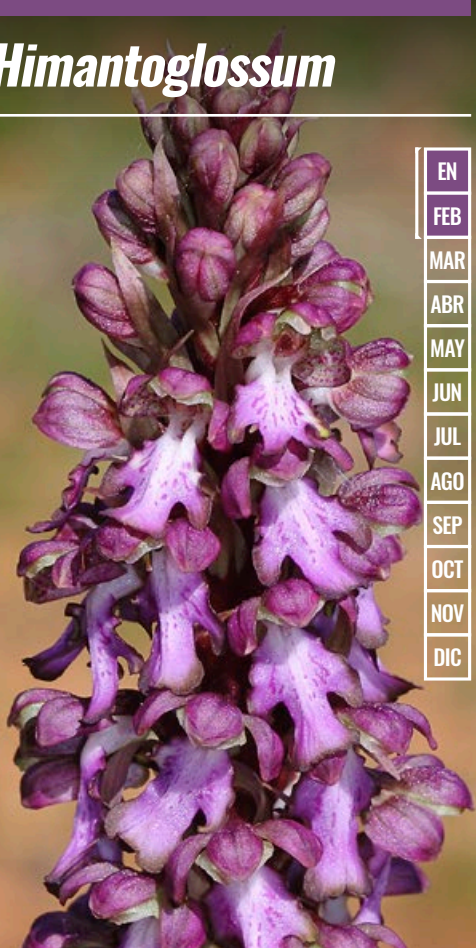 Himantoglossum
EN
FEB
MAR
ABR
MAY
JUN
JUL
AGO
SEP
OCT
NOV
DIC